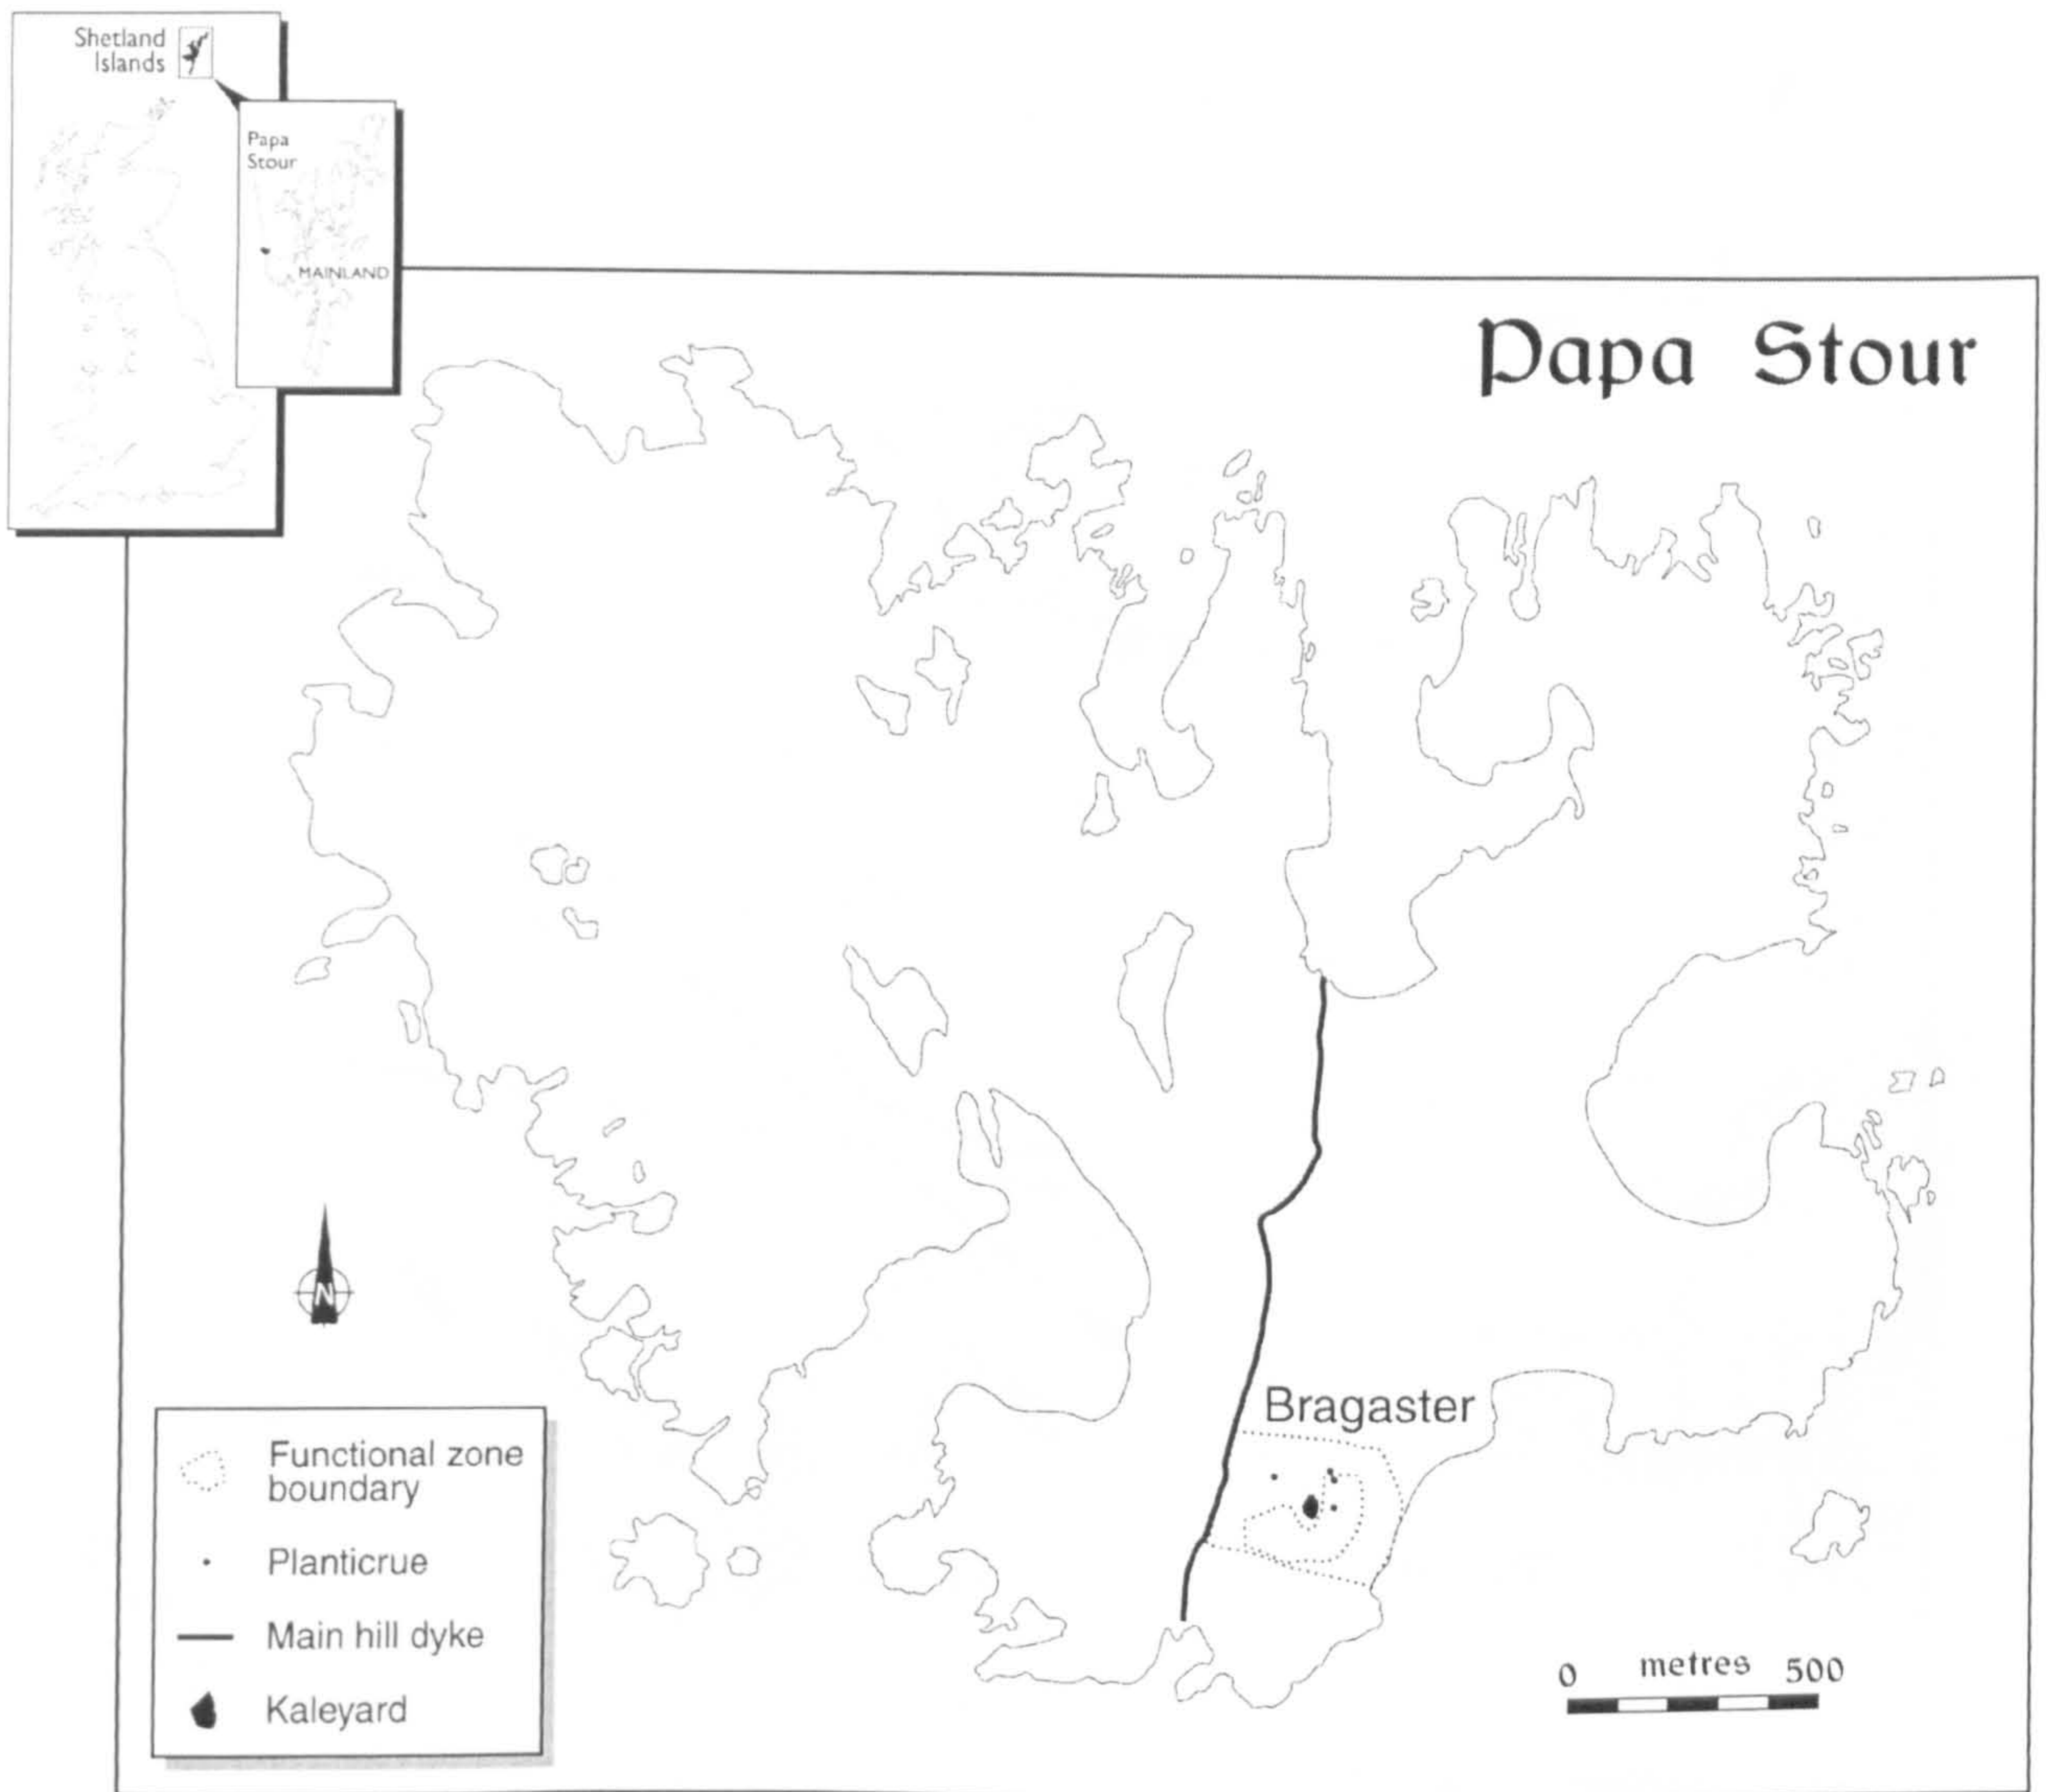 Shetland
Islands
Papa
Stour
MAINLAND
Papa Stour
Bragaster
N
Functional zone
boundary
Planticrue
Main hill dyke
Kaleyard
0 metres 500